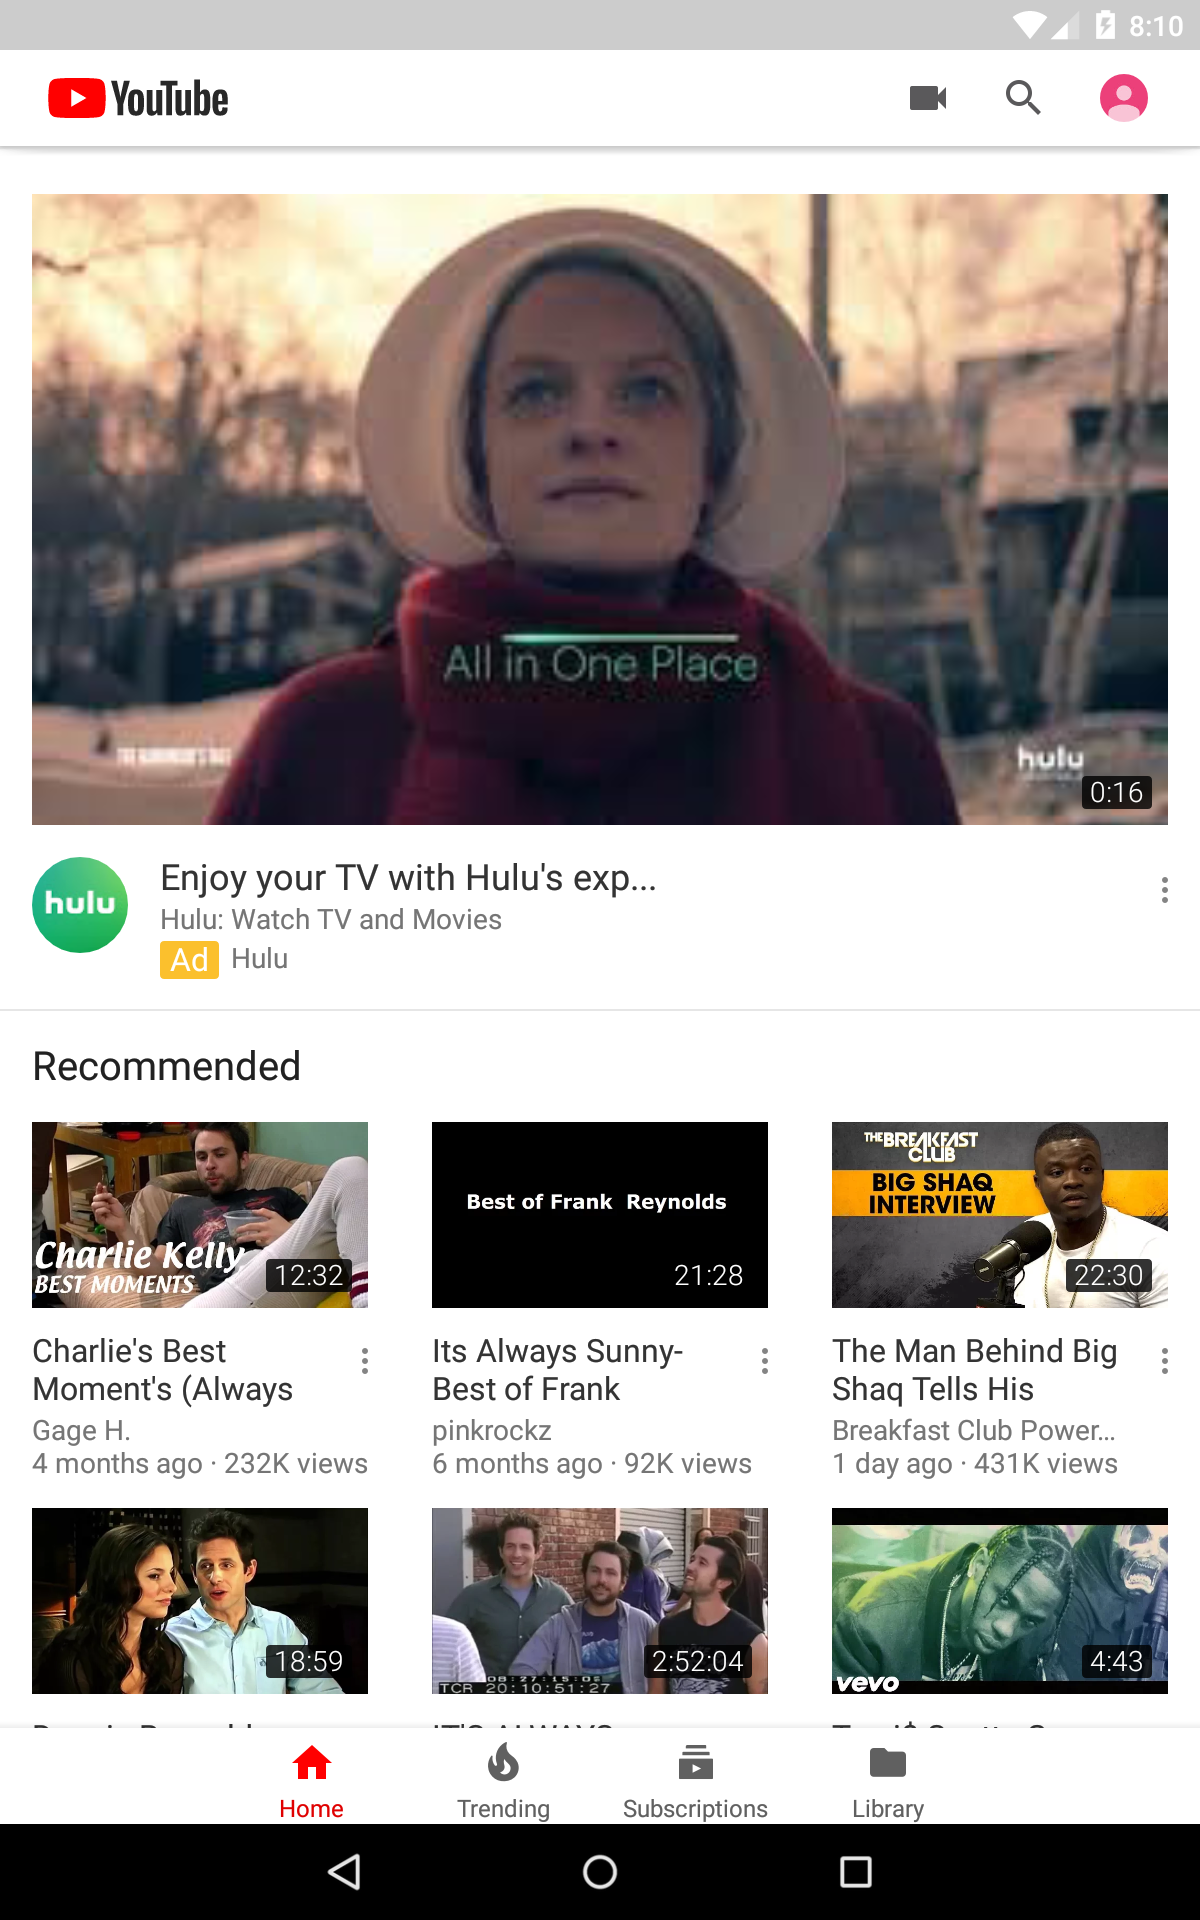 8:10
YouTube
All in One Place
hulu
0:16
hulu
Enjoy your TV with Hulu's exp...
Hulu: Watch TV and Movies
Ad Hulu
Recommended
Charlie Kelly
BEST MOMENTS
12:32
Best of Frank Reynolds
21:28
THE BREAKFAST
CLUB
BIG SHAQ
INTERVIEW
22:30
Charlie's Best
Moment's (Always
Gage H.
4 months ago · 232K views
Its Always Sunny-
Best of Frank
pinkrockz
6 months ago · 92K views
The Man Behind Big
Shaq Tells His
Breakfast Club Power...
1 day ago · 431K views
18:59
TCR 20:10:51:27
2:52:04
vevo
4:43
Home
Trending
Subscriptions
Library